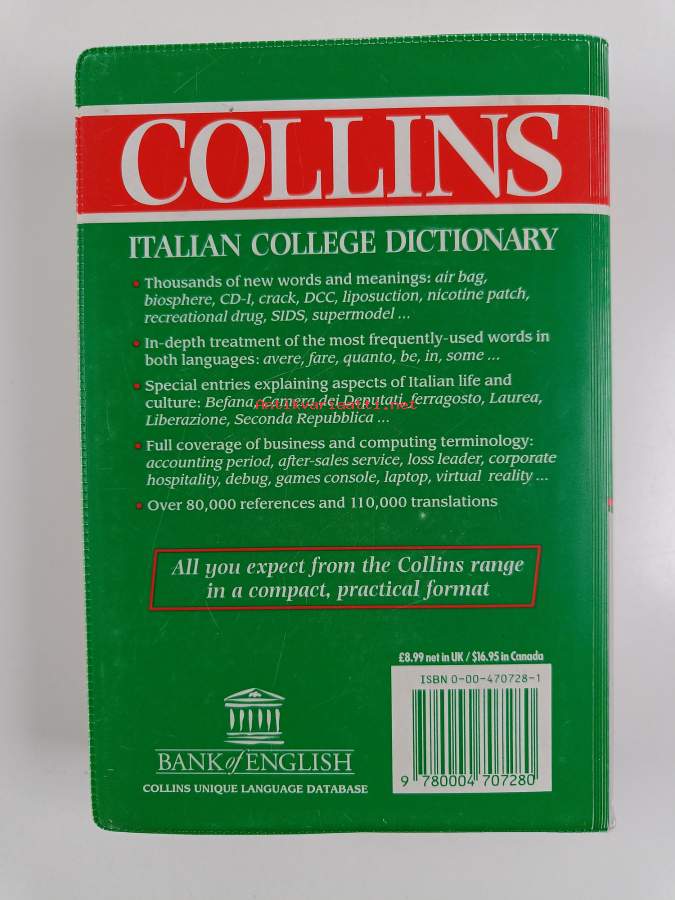 COLLINS
ITALIAN COLLEGE DICTIONARY
• Thousands of new words and meanings: air bag,
biosphere, CD-I, crack, DCC, liposuction, nicotine patch,
recreational drug, SIDS, supermodel ...
• In-depth treatment of the most frequently-used words in
both languages: avere, fare, quanto, be, in, some ...
• Special entries explaining aspects of Italian life and
culture: Befana, Camera dei Deputati, ferragosto, Laurea,
Antikvariaatti.net
Liberazione, Seconda Repubblica ...
• Full coverage of business and computing terminology:
accounting period, after-sales service, loss leader, corporate
hospitality, debug, games console, laptop, virtual reality ...
• Over 80,000 references and 110,000 translations
All you expect from the Collins range
in a compact, practical format
£8.99 net in UK / $16.95 in Canada
ISBN 0-00-470728-1
9 780004 707280
BANK of ENGLISH
COLLINS UNIQUE LANGUAGE DATABASE